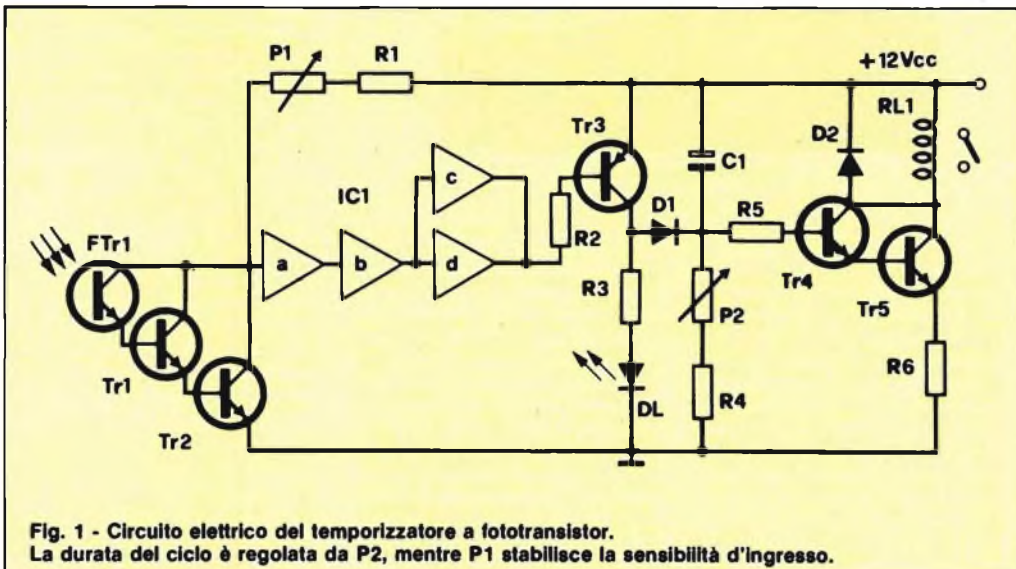 P1 R1 +12Vcc
RL1
Tr3 D2
c C1
IC1
FTr1 a b d R2 D1 R5
R3 P2 Tr4 Tr5
Tr1 R6
Tr2 DL R4
Fig. 1 - Circuito elettrico del temporizzatore a fototransistor.
La durata del ciclo è regolata da P2, mentre P1 stabilisce la sensibilità d'ingresso.